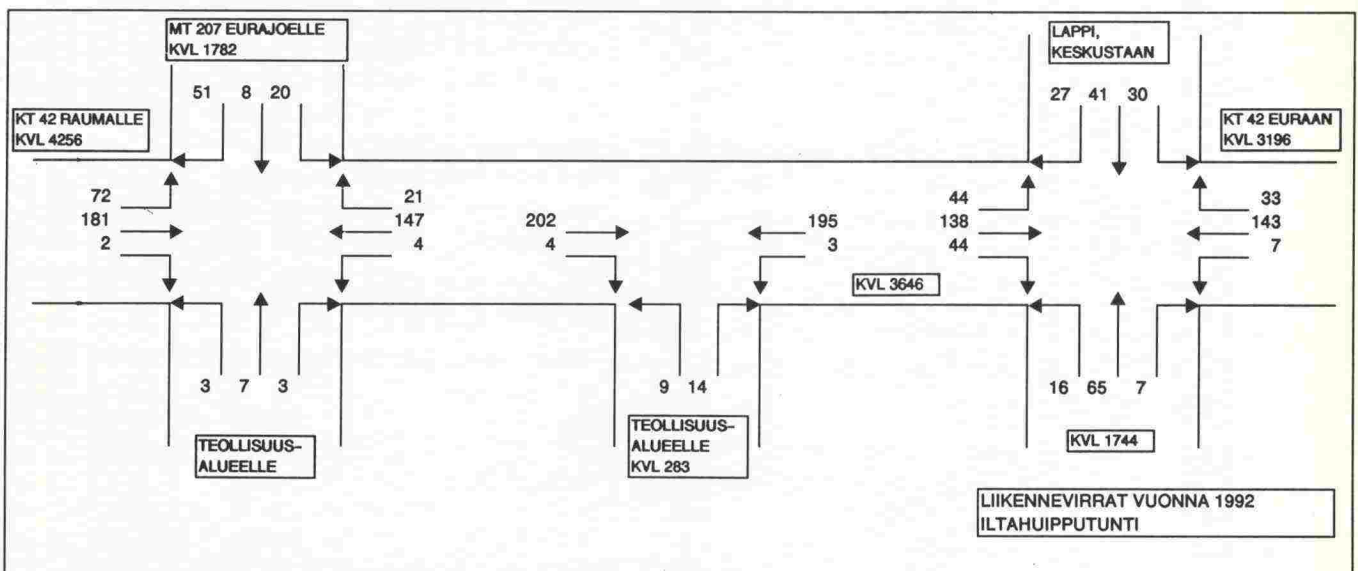 MT 207 EURAJOELLE
KVL 1782
LAPPI,
KESKUSTAAN
51 8 20
27 41 30
KT 42 RAUMALLE
KVL 4256
KT 42 EURAAN
KVL 3196
72
181
2
21
147
4
202
4
195
3
44
138
44
33
143
7
KVL 3646
3 7 3
9 14
16 65 7
TEOLLISUUS-
ALUEELLE
TEOLLISUUS-
ALUEELLE
KVL 283
KVL 1744
LIIKENNEVIRRAT VUONNA 1992
ILTAHUIPPUTUNTI